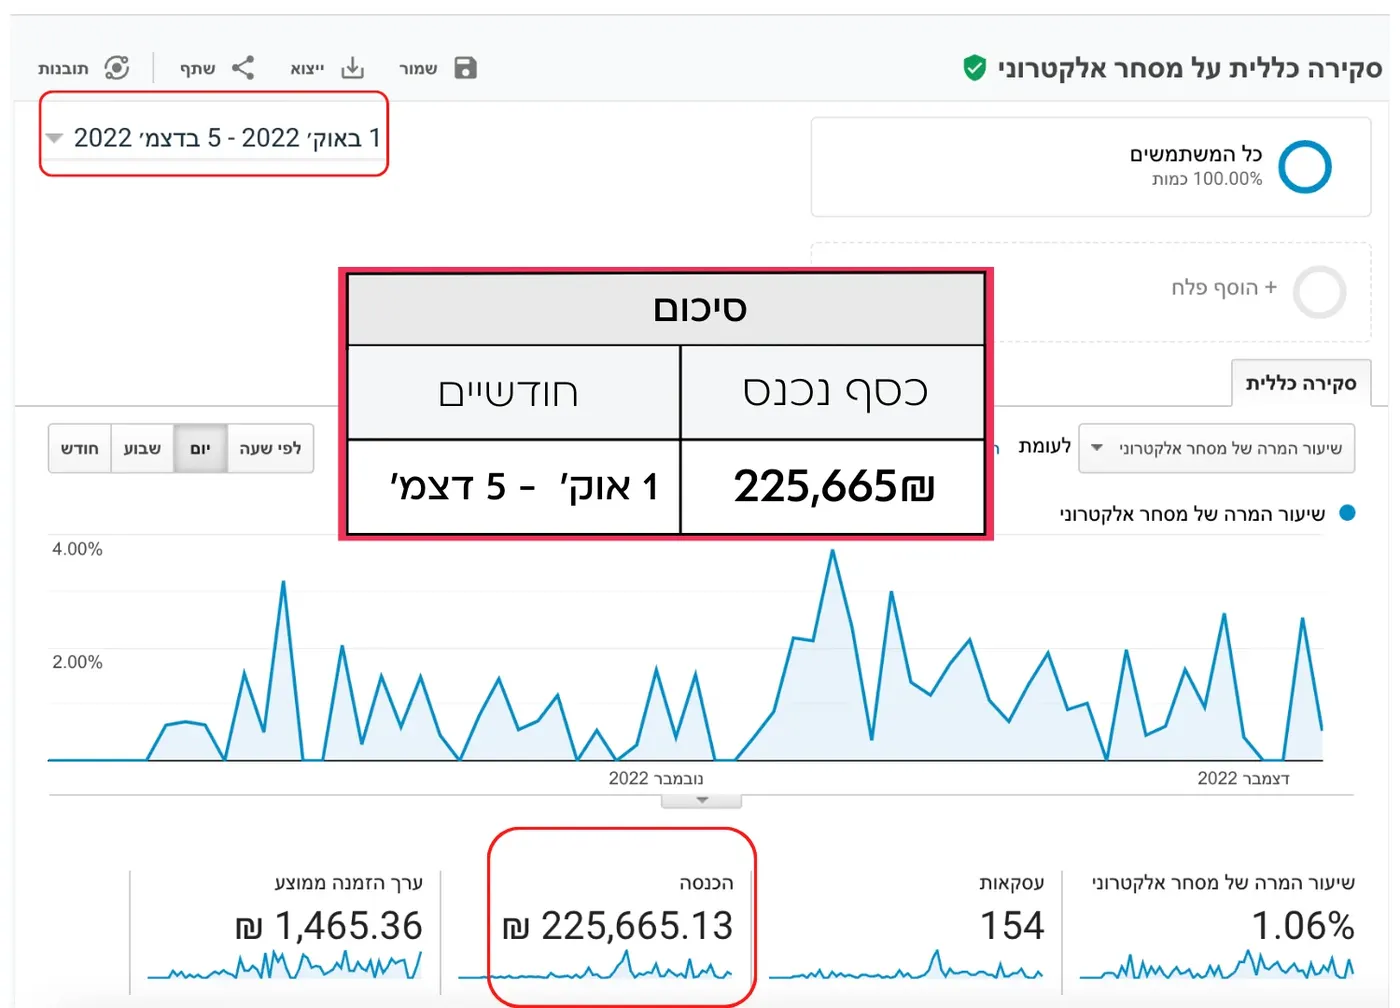 סקירה כללית על מסחר אלקטרוני
שמור
ייצוא
שתף
תובנות
1 באוק׳ 2022 - 5 בדצמ׳ 2022
כל המשתמשים
100.00% כמות
+ הוסף פלח
סיכום
כסף נכנס
חודשיים
₪225,665
1 אוק׳ - 5 דצמ׳
סקירה כללית
שיעור המרה של מסחר אלקטרוני
לעומת
לפי שעה
יום
שבוע
חודש
שיעור המרה של מסחר אלקטרוני
4.00%
2.00%
נובמבר 2022
דצמבר 2022
שיעור המרה של מסחר אלקטרוני
1.06%
עסקאות
154
הכנסה
225,665.13 ₪
ערך הזמנה ממוצע
1,465.36 ₪